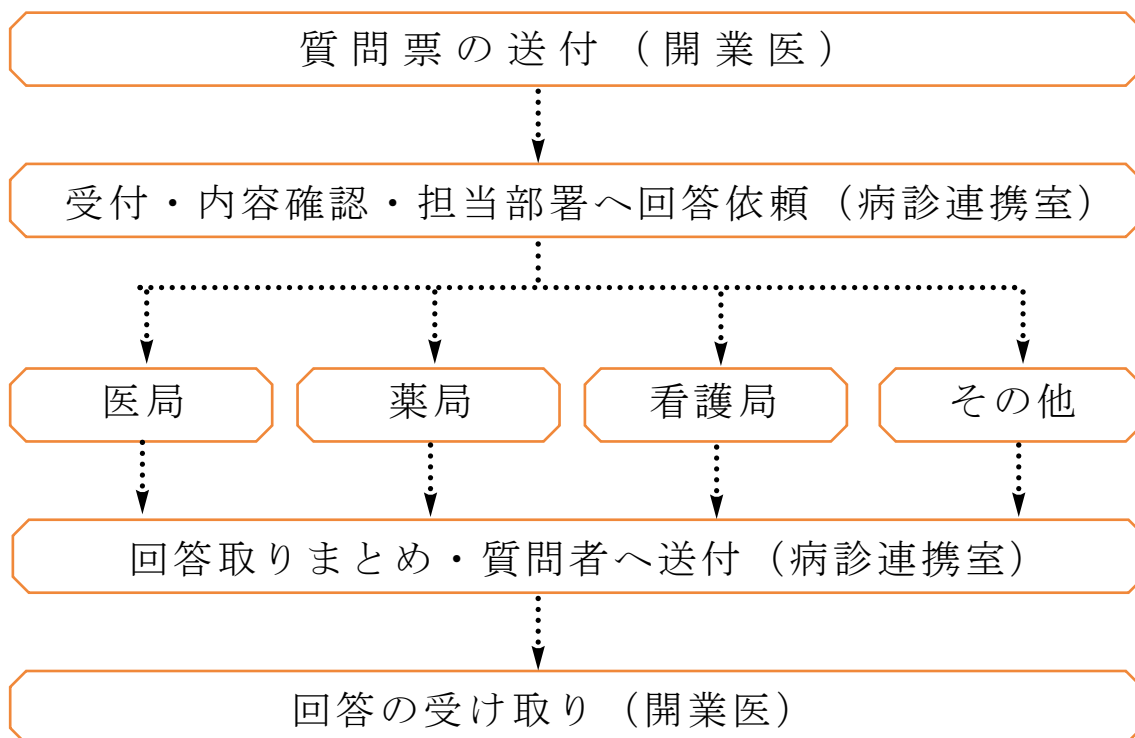 質問票の送付（開業医）
受付・内容確認・担当部署へ回答依頼（病診連携室）
医局
薬局
看護局
その他
回答取りまとめ・質問者へ送付（病診連携室）
回答の受け取り（開業医）